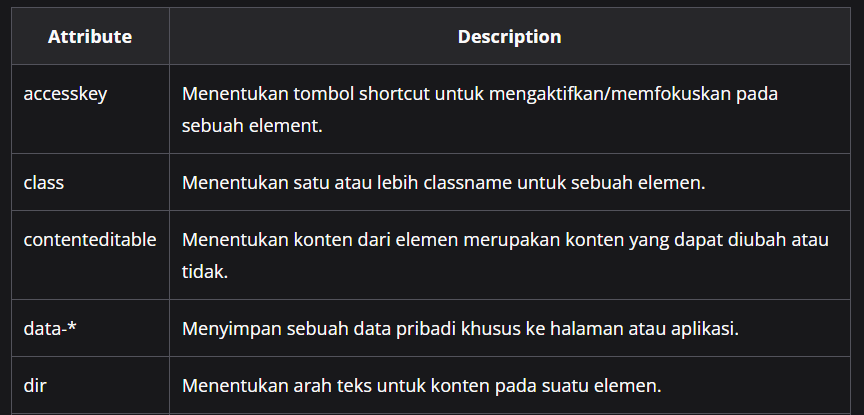 Attribute Description
accesskey Menentukan tombol shortcut untuk mengaktifkan/memfokuskan pada
sebuah element.
class Menentukan satu atau lebih classname untuk sebuah elemen.
contenteditable Menentukan konten dari elemen merupakan konten yang dapat diubah atau
tidak.
data-* Menyimpan sebuah data pribadi khusus ke halaman atau aplikasi.
dir Menentukan arah teks untuk konten pada suatu elemen.